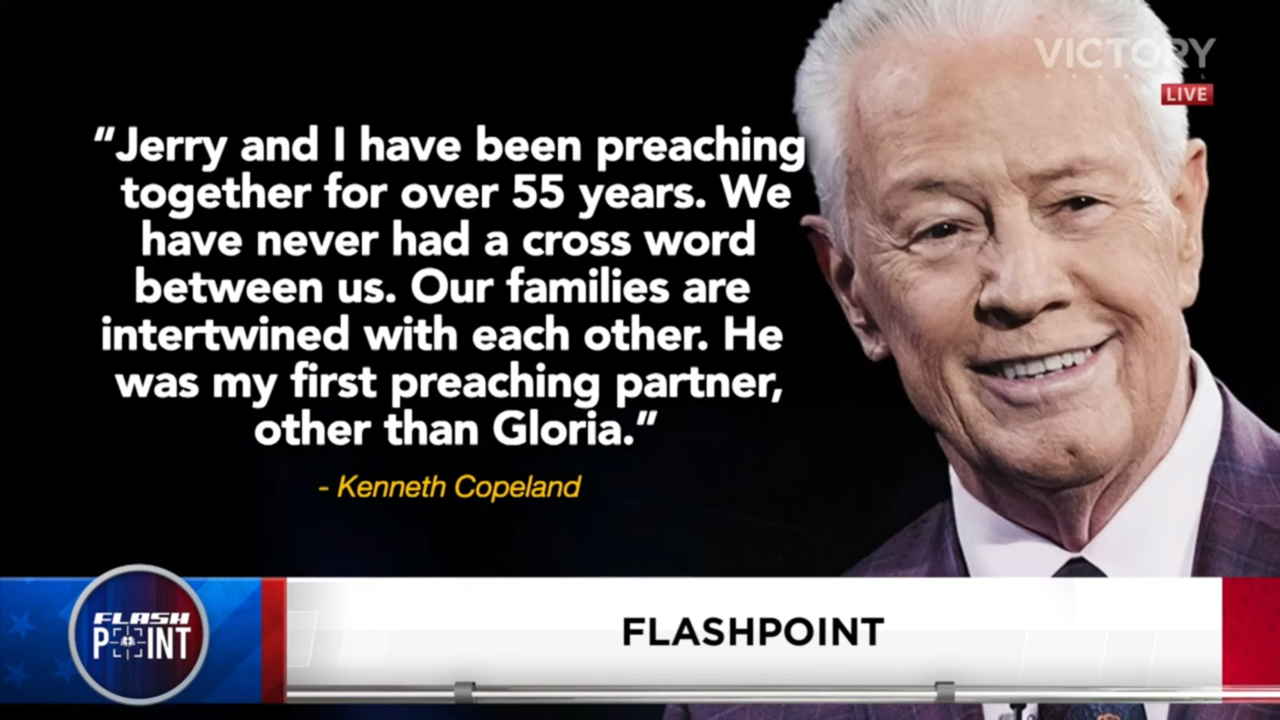 VICTORY
LIVE
“Jerry and I have been preaching
together for over 55 years. We
have never had a cross word
between us. Our families are
intertwined with each other. He
was my first preaching partner,
other than Gloria.”
- Kenneth Copeland
FLASH
POINT
FLASHPOINT